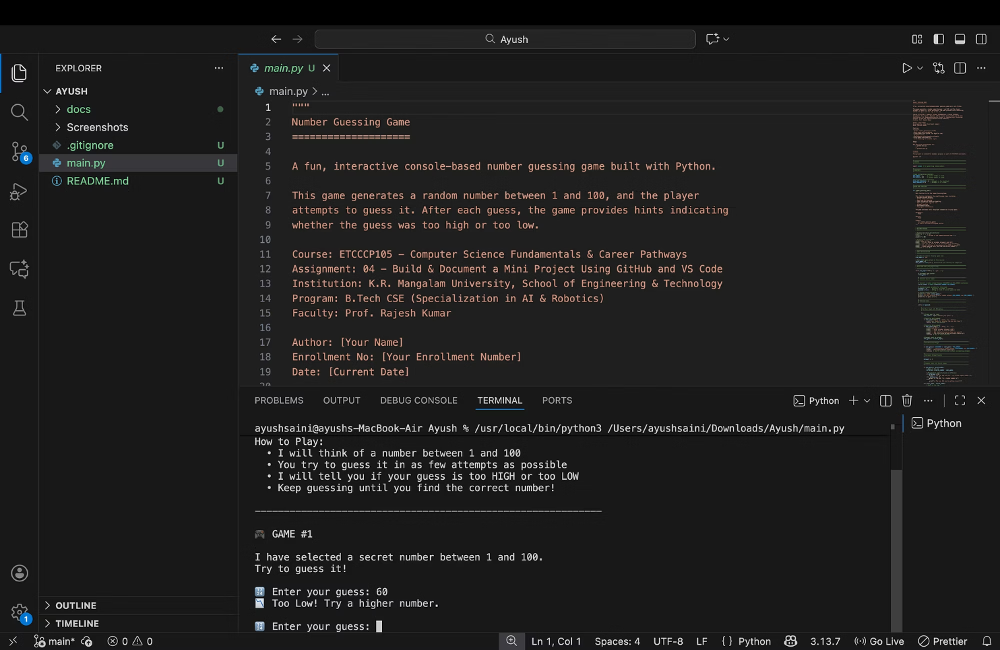 Ayush
EXPLORER
AYUSH
docs
Screenshots
.gitignore U
main.py U
README.md U
OUTLINE
TIMELINE
main.py U
main.py > ...
1 """
2 Number Guessing Game
3 ====================
4
5 A fun, interactive console-based number guessing game built with Python.
6
7 This game generates a random number between 1 and 100, and the player
8 attempts to guess it. After each guess, the game provides hints indicating
9 whether the guess was too high or too low.
10
11 Course: ETCCCP105 - Computer Science Fundamentals & Career Pathways
12 Assignment: 04 - Build & Document a Mini Project Using GitHub and VS Code
13 Institution: K.R. Mangalam University, School of Engineering & Technology
14 Program: B.Tech CSE (Specialization in AI & Robotics)
15 Faculty: Prof. Rajesh Kumar
16
17 Author: [Your Name]
18 Enrollment No: [Your Enrollment Number]
19 Date: [Current Date]
20
PROBLEMS OUTPUT DEBUG CONSOLE TERMINAL PORTS
Python
ayushsaini@ayushs-MacBook-Air Ayush % /usr/local/bin/python3 /Users/ayushsaini/Downloads/Ayush/main.py
How to Play:
• I will think of a number between 1 and 100
• You try to guess it in as few attempts as possible
• I will tell you if your guess is too HIGH or too LOW
• Keep guessing until you find the correct number!
------------------------------------------------------------
🎮 GAME #1
I have selected a secret number between 1 and 100.
Try to guess it!
🔢 Enter your guess: 60
📉 Too Low! Try a higher number.
🔢 Enter your guess:
Python
6
1
main* 0 0 Ln 1, Col 1 Spaces: 4 UTF-8 LF { } Python 3.13.7 Go Live Prettier